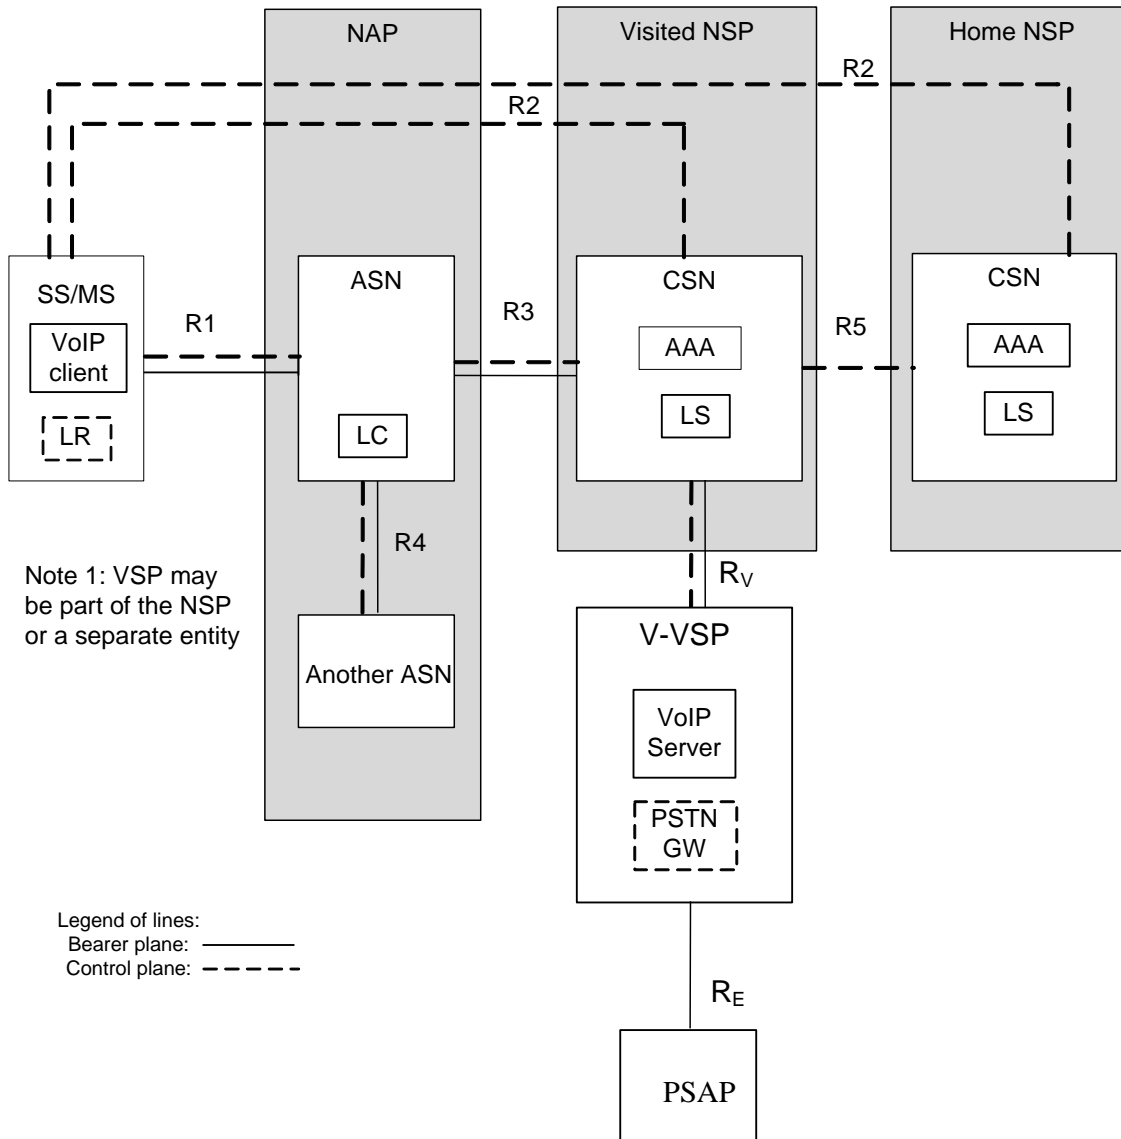 NAP
Visited NSP
Home NSP
R2
R2
SS/MS
VoIP
client
LR
R1
ASN
LC
R3
CSN
AAA
LS
R5
CSN
AAA
LS
R4
Another ASN
Note 1: VSP may
be part of the NSP
or a separate entity
RV
V-VSP
VoIP
Server
PSTN
GW
Legend of lines:
Bearer plane:
Control plane:
RE
PSAP